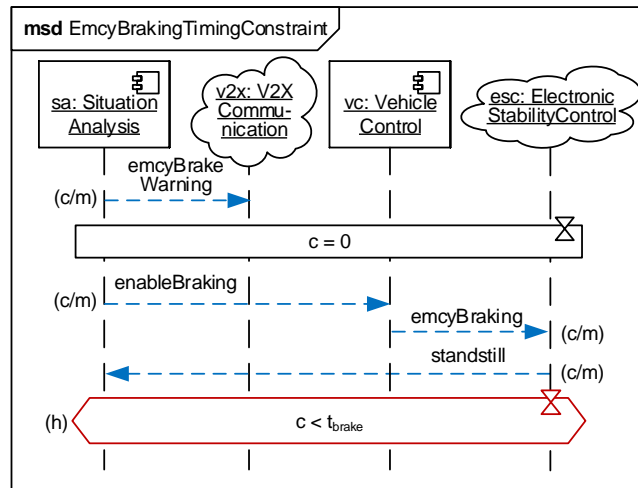 msd EmcyBrakingTimingConstraint
sa: Situation
Analysis
v2x: V2X
Commu-
nication
vc: Vehicle
Control
esc: Electronic
StabilityControl
emcyBrake
Warning
(c/m)
c = 0
enableBraking
(c/m)
emcyBraking
(c/m)
standstill
(c/m)
(h)
c < tbrake